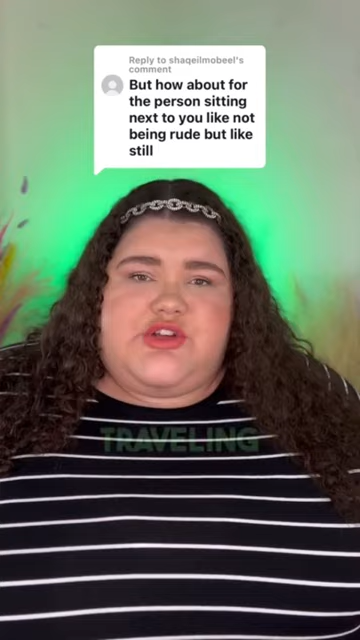 Reply to shaqeilmobeel's
comment
But how about for
the person sitting
next to you like not
being rude but like
still
TRAVELING